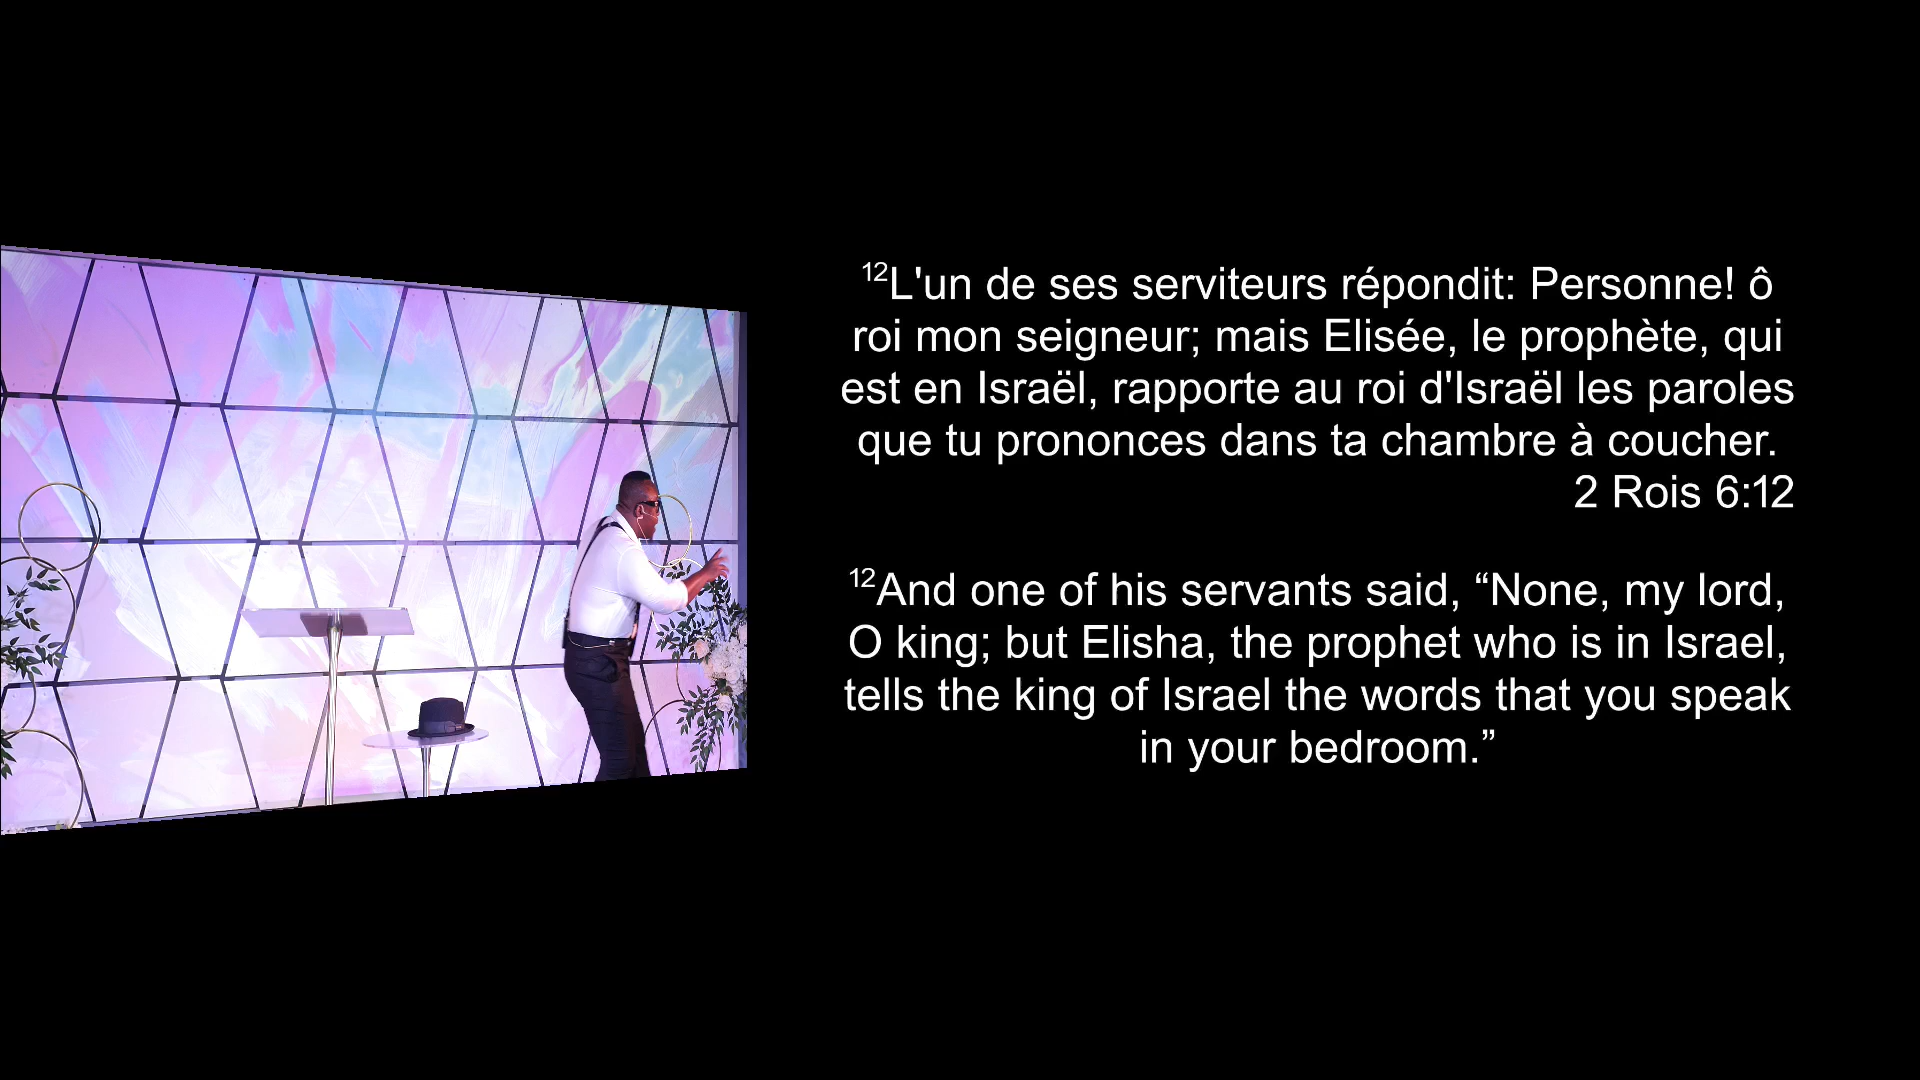 12L'un de ses serviteurs répondit: Personne! ô
roi mon seigneur; mais Elisée, le prophète, qui
est en Israël, rapporte au roi d'Israël les paroles
que tu prononces dans ta chambre à coucher.
2 Rois 6:12
12And one of his servants said, “None, my lord,
O king; but Elisha, the prophet who is in Israel,
tells the king of Israel the words that you speak
in your bedroom.”